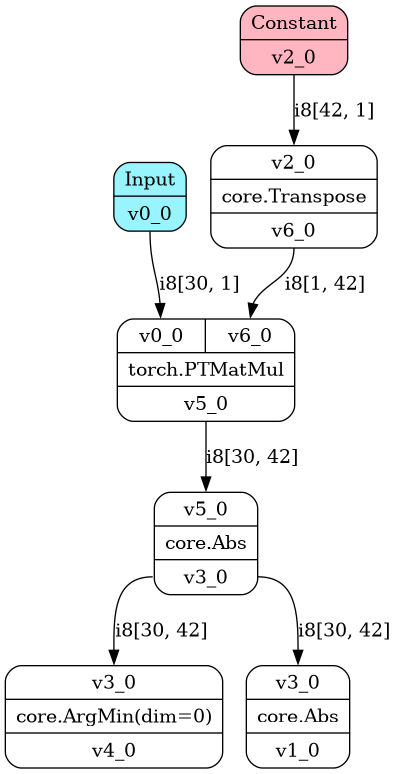 Constant
v2_0
i8[42, 1]
v2_0
core.Transpose
v6_0
Input
v0_0
i8[30, 1]
i8[1, 42]
v0_0 v6_0
torch.PTMatMul
v5_0
i8[30, 42]
v5_0
core.Abs
v3_0
i8[30, 42]
i8[30, 42]
v3_0
core.ArgMin(dim=0)
v4_0
v3_0
core.Abs
v1_0